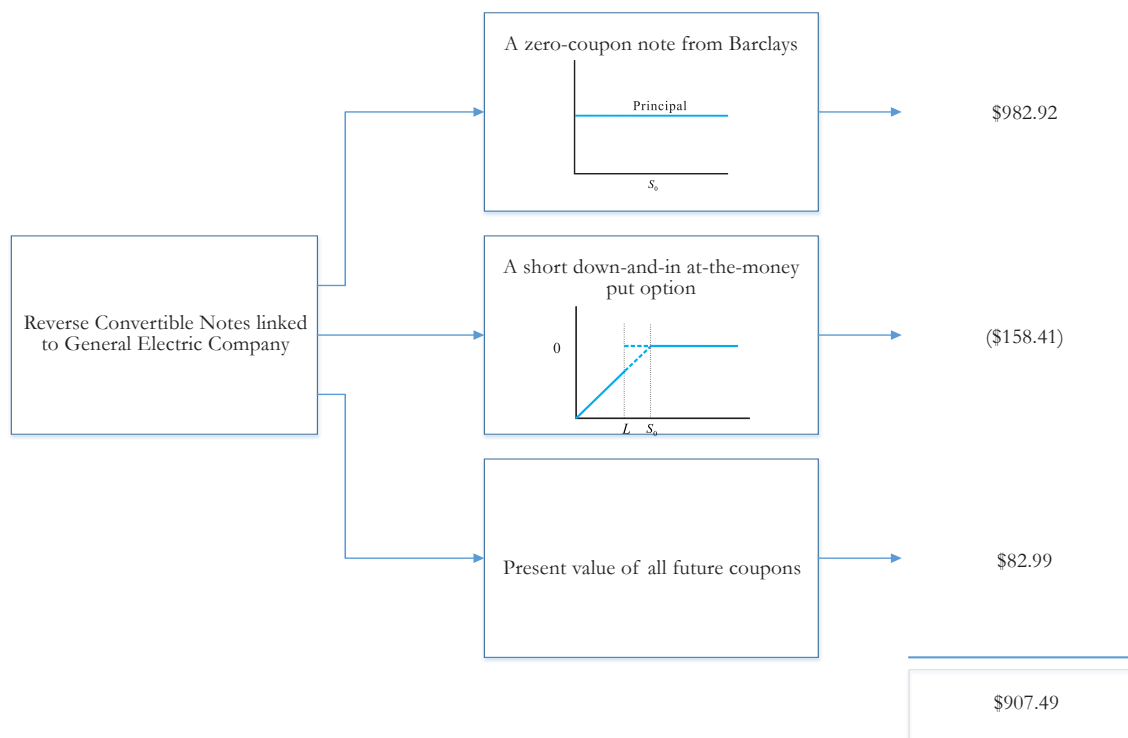 A zero-coupon note from Barclays
Principal
S0
$982.92
Reverse Convertible Notes linked
to General Electric Company
A short down-and-in at-the-money
put option
0
L S0
($158.41)
Present value of all future coupons
$82.99
$907.49